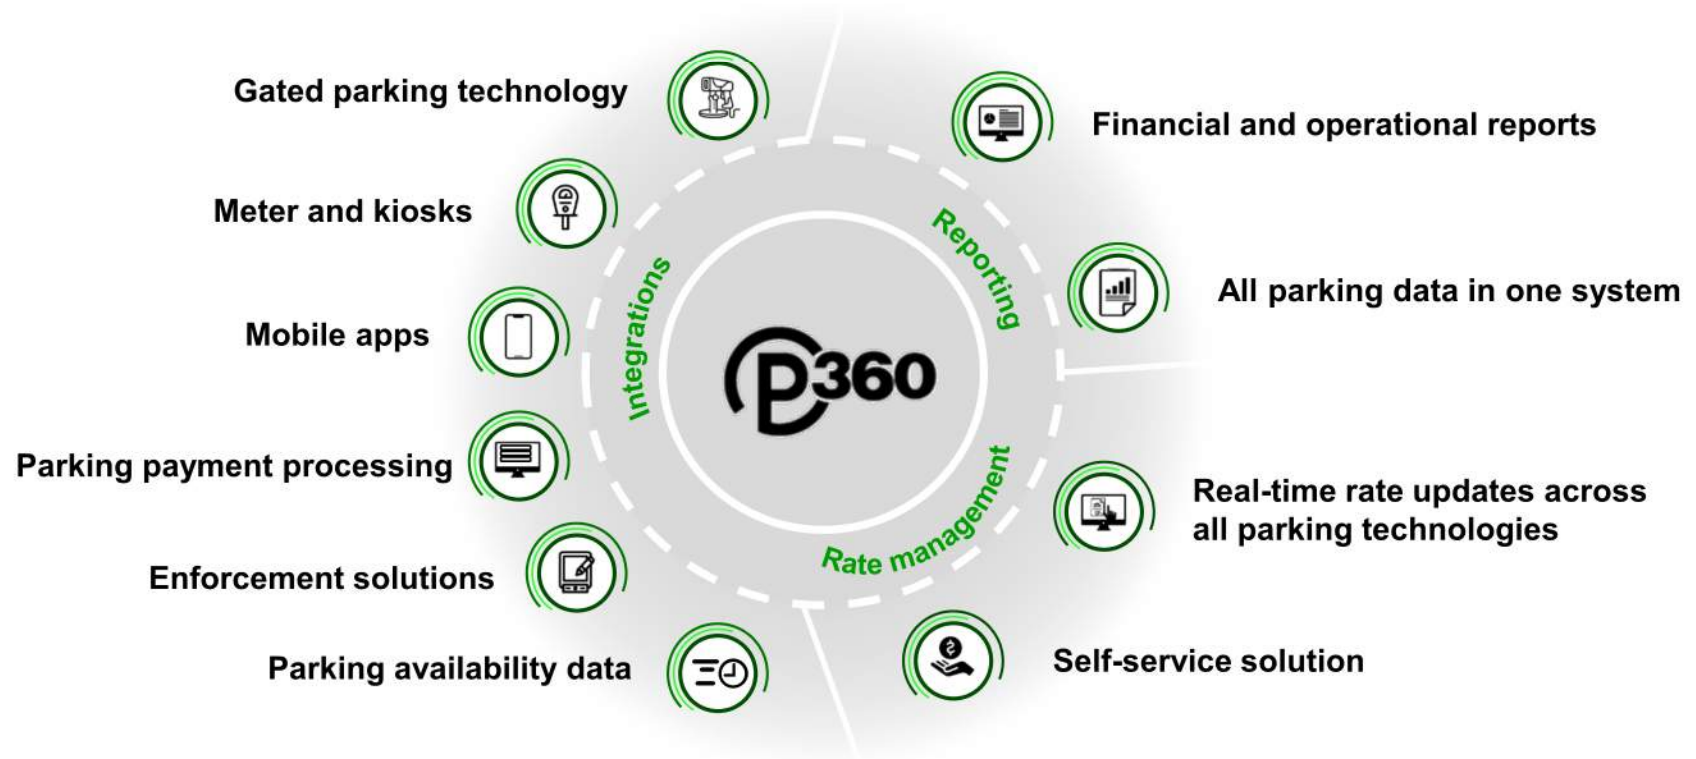 Gated parking technology
Meter and kiosks
Mobile apps
Parking payment processing
Enforcement solutions
Parking availability data
Integrations
P360
Reporting
Rate management
Financial and operational reports
All parking data in one system
Real-time rate updates across
all parking technologies
Self-service solution